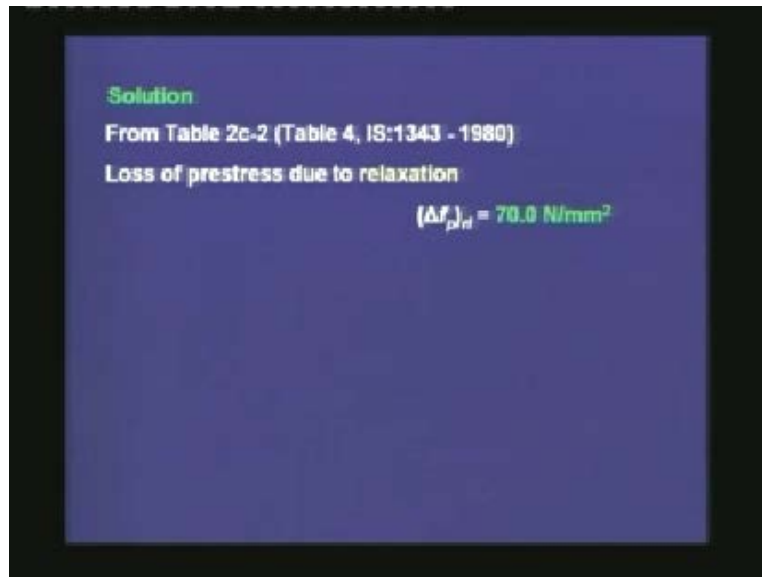 Solution
From Table 2c-2 (Table 4, IS:1343 - 1980)
Loss of prestress due to relaxation
(Δfₚ)ᵣₗ = 70.0 N/mm²